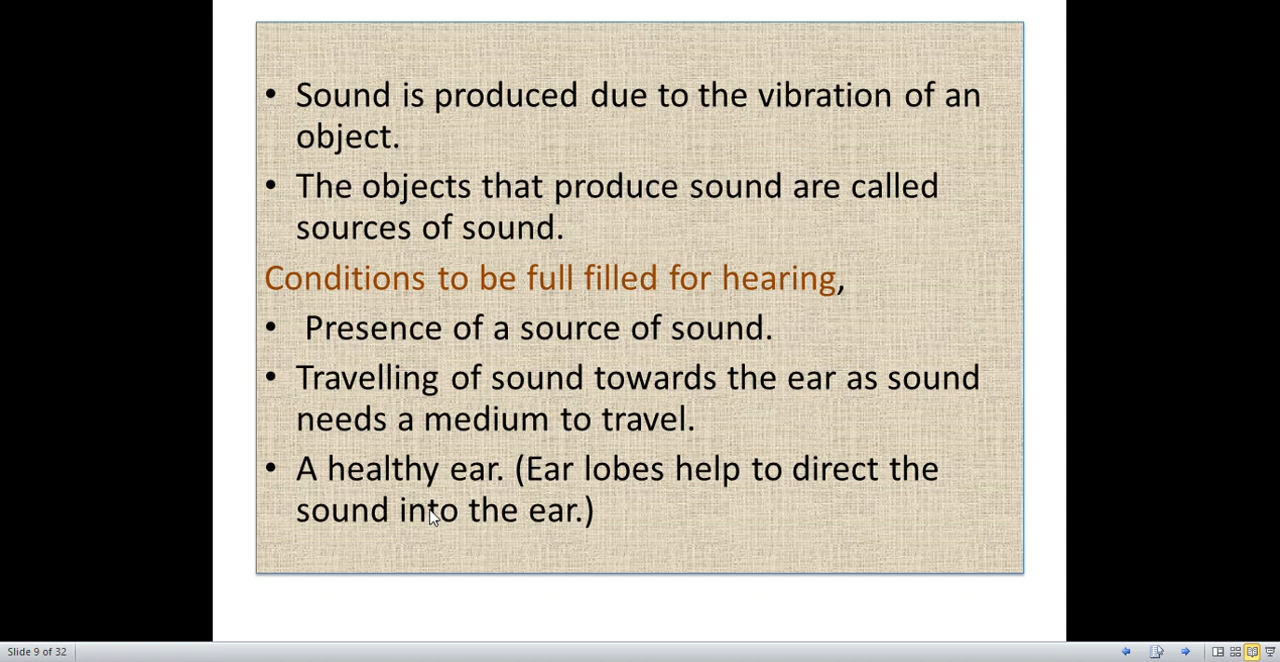 • Sound is produced due to the vibration of an
object.
• The objects that produce sound are called
sources of sound.
Conditions to be full filled for hearing,
• Presence of a source of sound.
• Travelling of sound towards the ear as sound
needs a medium to travel.
• A healthy ear. (Ear lobes help to direct the
sound into the ear.)
Slide 9 of 32